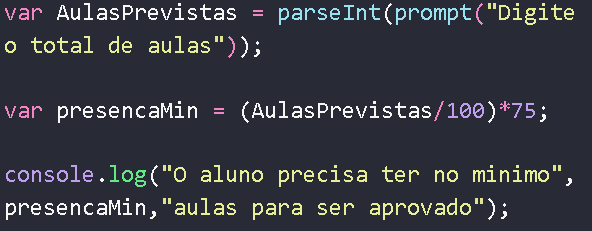 var AulasPrevistas = parseInt(prompt("Digite
o total de aulas"));
var presencaMin = (AulasPrevistas/100)*75;
console.log("O aluno precisa ter no minimo",
presencaMin,"aulas para ser aprovado");